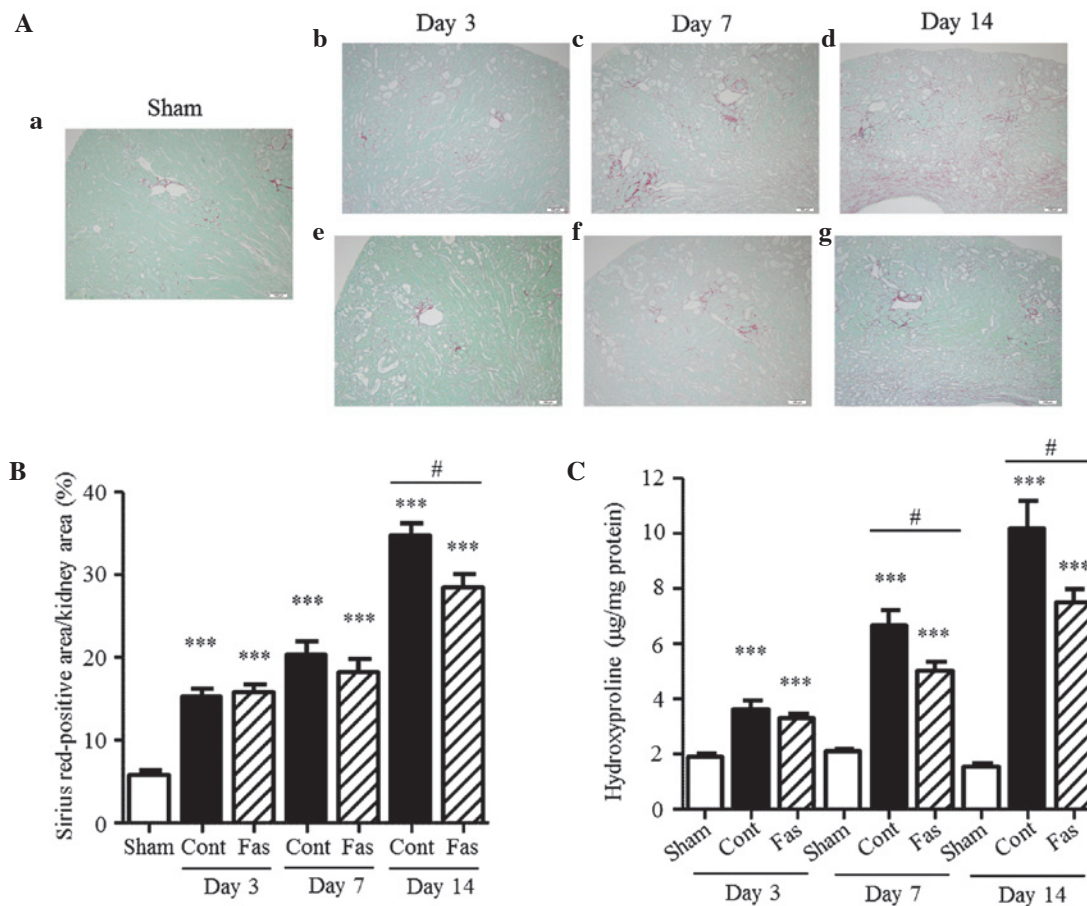 A
Day 3
Day 7
Day 14
b
c
d
Sham
a
e
f
g
B
Sirius red-positive area/kidney area (%)
40
30
20
10
0
#
***
***
***
***
***
***
Sham
Cont
Fas
Cont
Fas
Cont
Fas
Day 3
Day 7
Day 14
C
Hydroxyproline (µg/mg protein)
12
10
8
6
4
2
0
#
#
***
***
***
***
***
***
Sham
Cont
Fas
Sham
Cont
Fas
Sham
Cont
Fas
Day 3
Day 7
Day 14